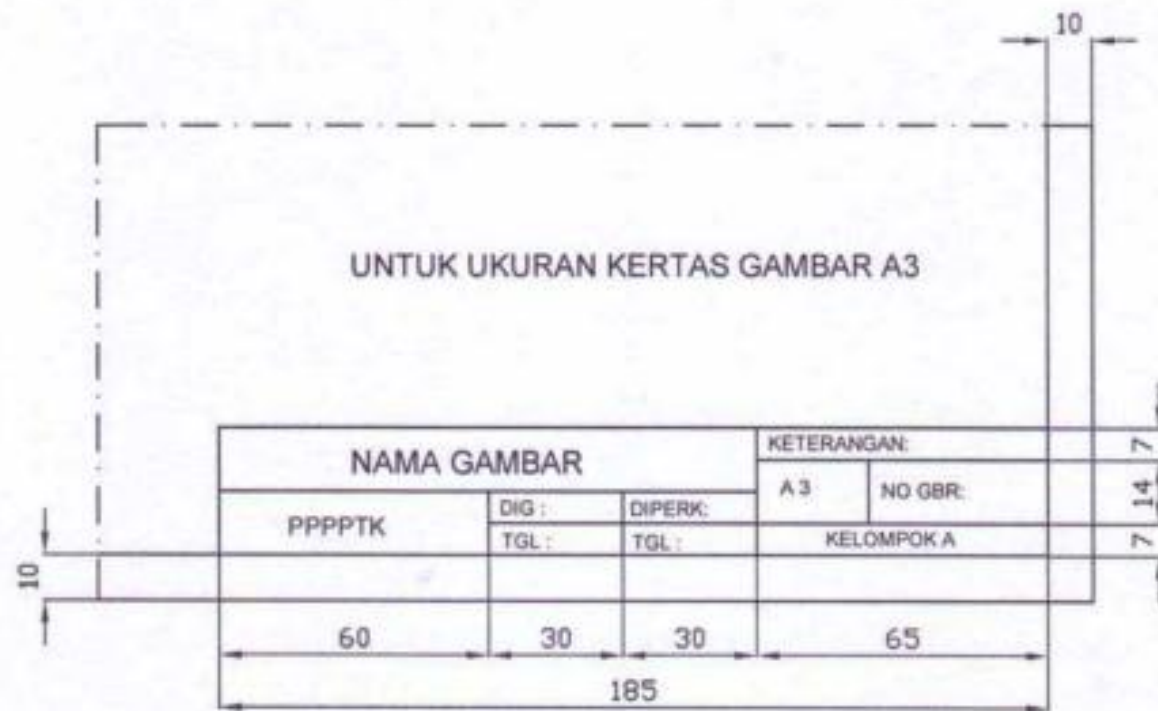 10
UNTUK UKURAN KERTAS GAMBAR A3
NAMA GAMBAR
KETERANGAN:
7
A 3
NO GBR:
14
PPPPTK
DIG :
DIPERK:
TGL :
TGL :
KELOMPOK A
7
10
60
30
30
65
185